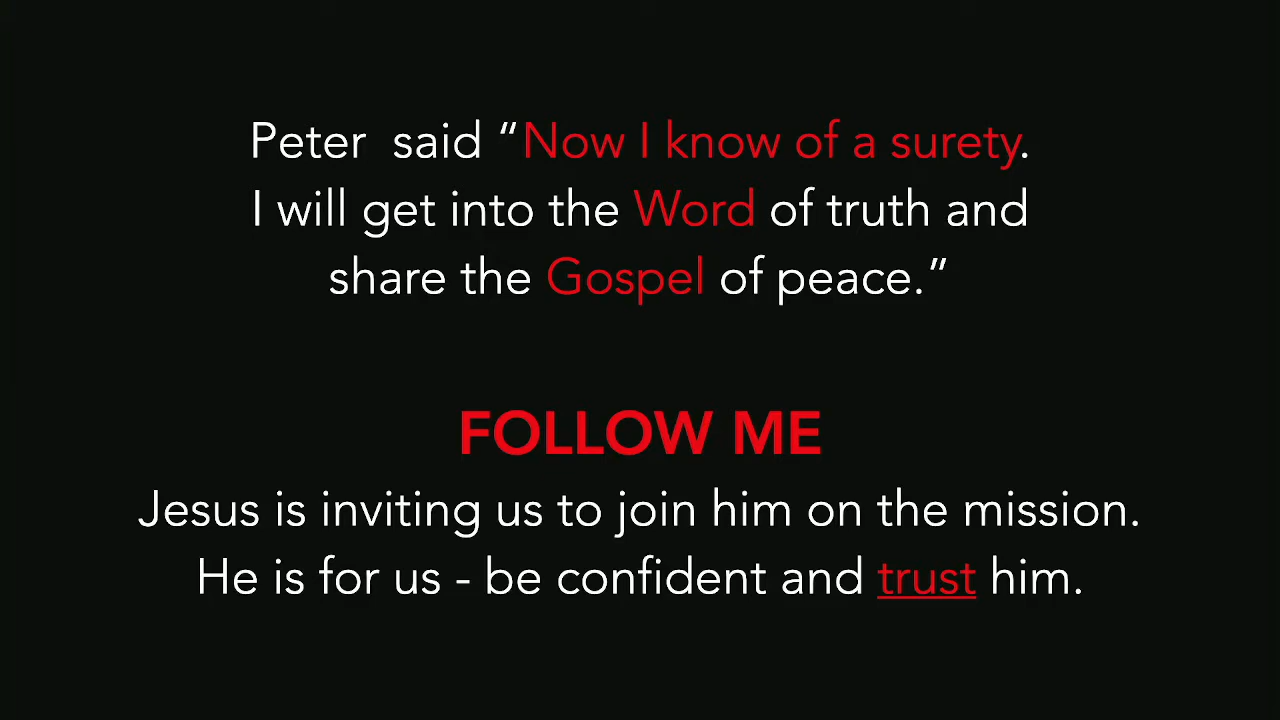 Peter  said “Now I know of a surety.
I will get into the Word of truth and
share the Gospel of peace.”
FOLLOW ME
Jesus is inviting us to join him on the mission.
He is for us - be confident and trust him.